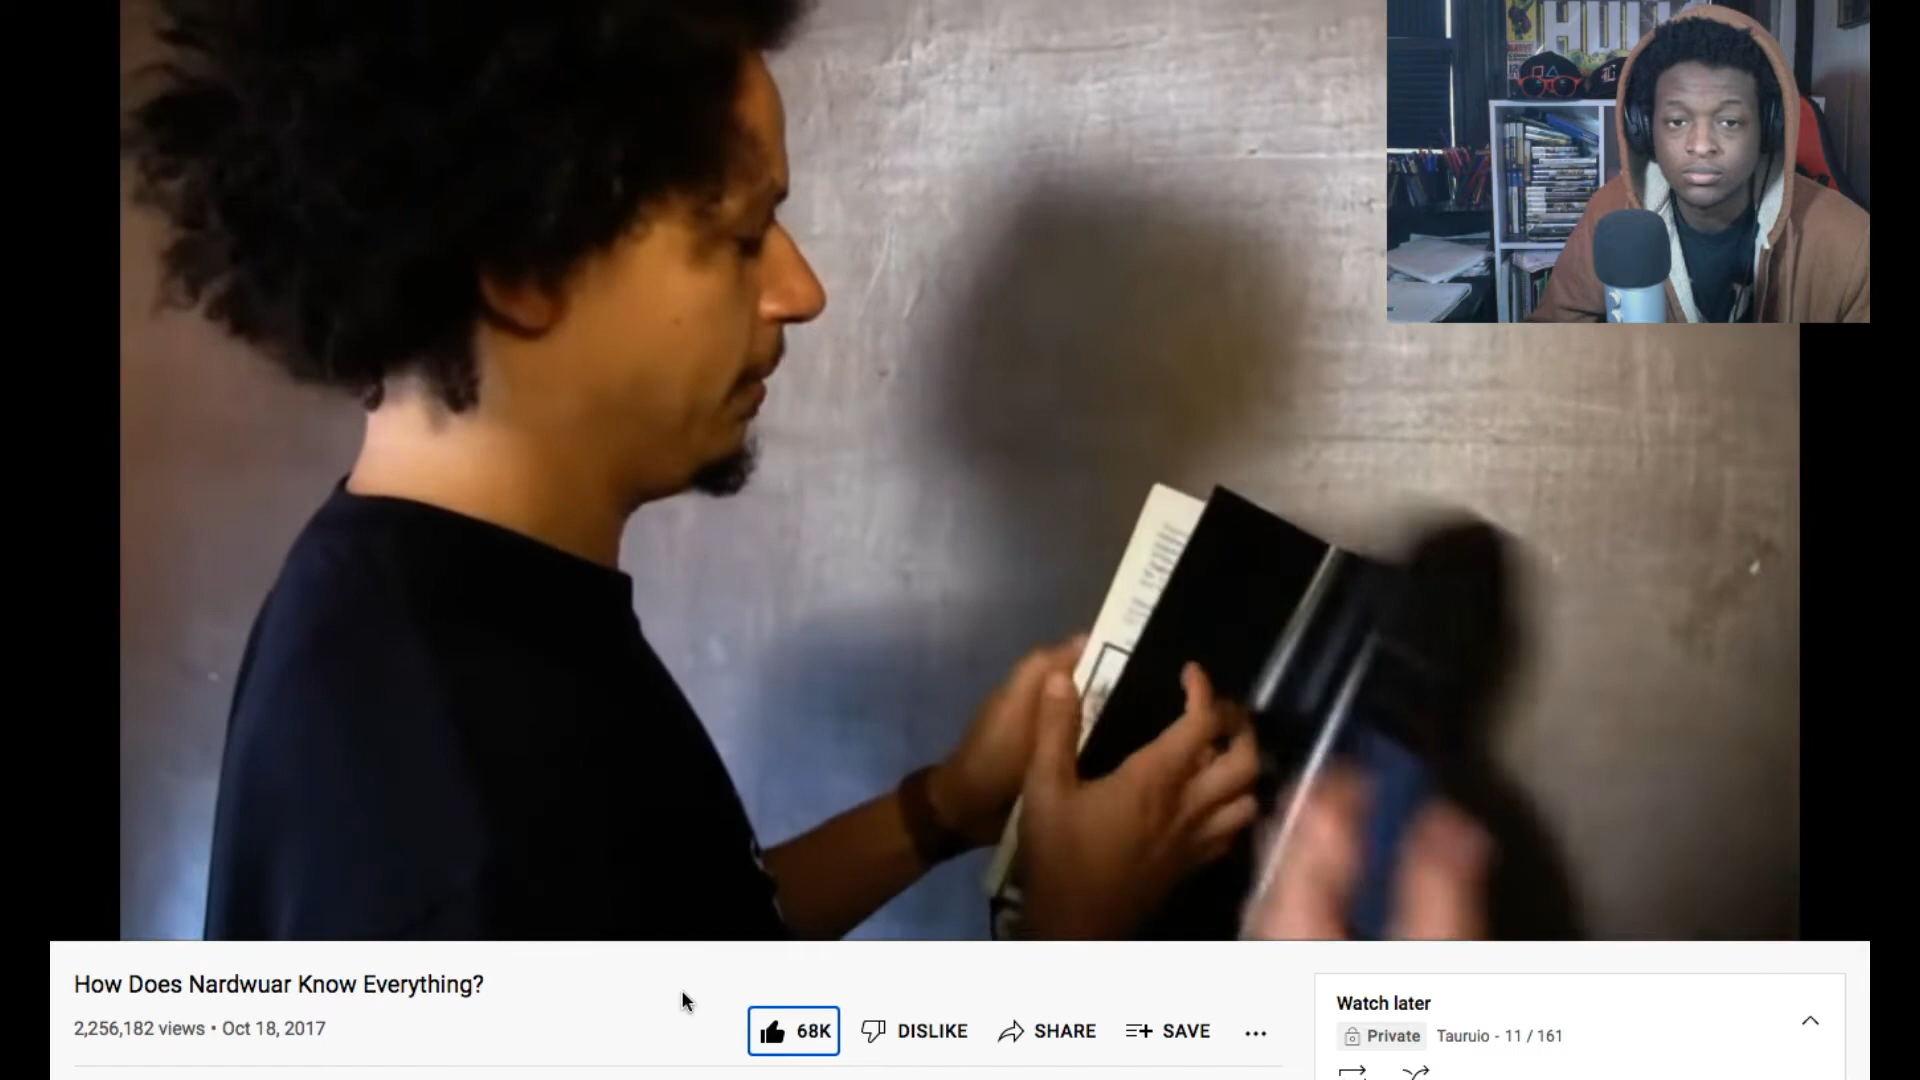 HULK
How Does Nardwuar Know Everything?
2,256,182 views • Oct 18, 2017
68K
DISLIKE
SHARE
SAVE
Watch later
Private
Tauruio - 11 / 161